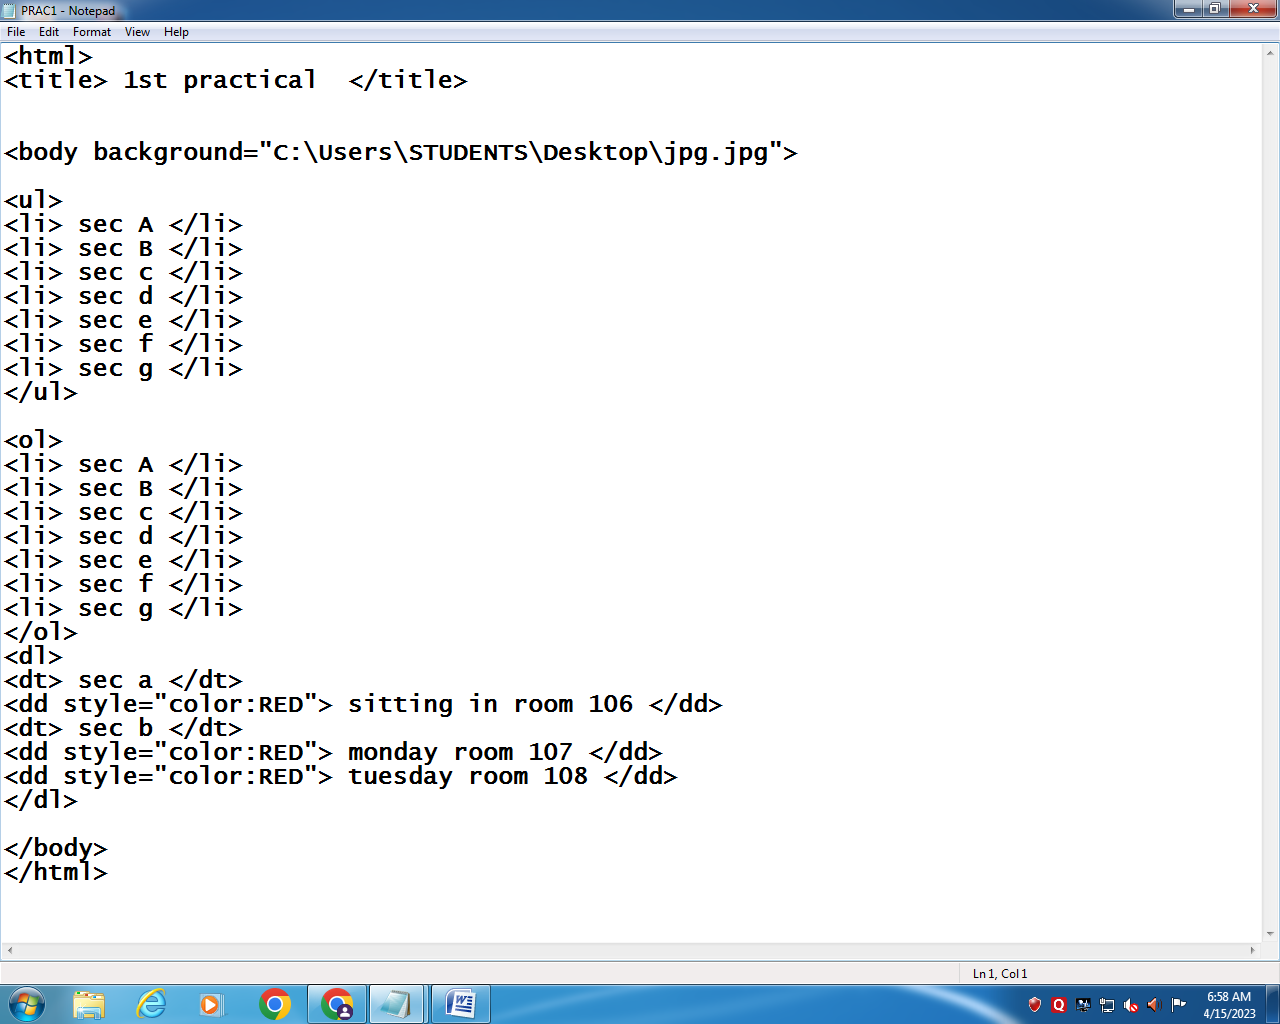 PRAC1 - Notepad
File Edit Format View Help
<html>
<title> 1st practical  </title>
<body background="C:\Users\STUDENTS\Desktop\jpg.jpg">
<ul>
<li> sec A </li>
<li> sec B </li>
<li> sec c </li>
<li> sec d </li>
<li> sec e </li>
<li> sec f </li>
<li> sec g </li>
</ul>
<ol>
<li> sec A </li>
<li> sec B </li>
<li> sec c </li>
<li> sec d </li>
<li> sec e </li>
<li> sec f </li>
<li> sec g </li>
</ol>
<dl>
<dt> sec a </dt>
<dd style="color:RED"> sitting in room 106 </dd>
<dt> sec b </dt>
<dd style="color:RED"> monday room 107 </dd>
<dd style="color:RED"> tuesday room 108 </dd>
</dl>
</body>
</html>
Ln 1, Col 1
6:58 AM
4/15/2023